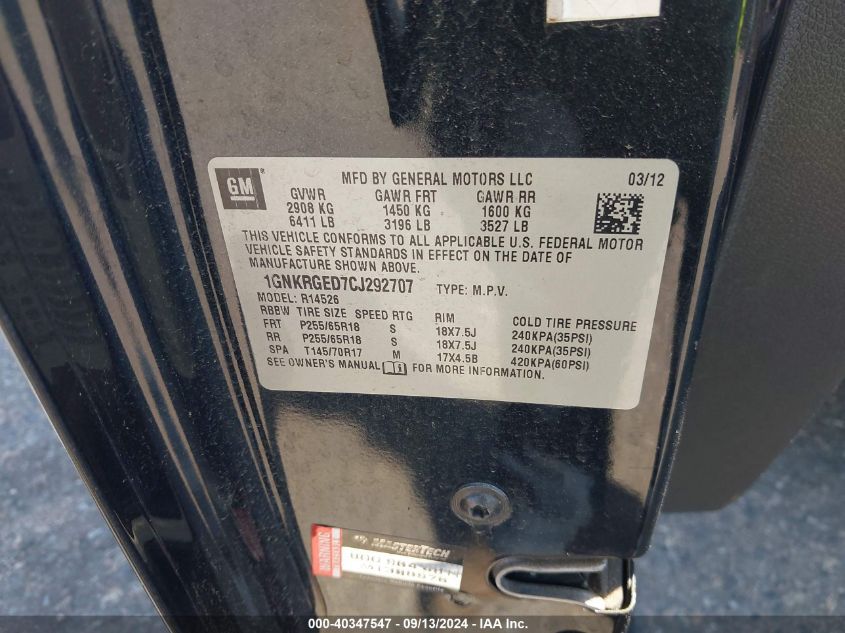 GM
MFD BY GENERAL MOTORS LLC 03/12
GVWR GAWR FRT GAWR RR
2908 KG 1450 KG 1600 KG
6411 LB 3196 LB 3527 LB
THIS VEHICLE CONFORMS TO ALL APPLICABLE U.S. FEDERAL MOTOR
VEHICLE SAFETY STANDARDS IN EFFECT ON THE DATE OF
MANUFACTURE SHOWN ABOVE.
1GNKRGED7CJ292707 TYPE: M.P.V.
MODEL: R14526
RBBW TIRE SIZE SPEED RTG RIM COLD TIRE PRESSURE
FRT P255/65R18 S 18X7.5J 240KPA(35PSI)
RR P255/65R18 S 18X7.5J 240KPA(35PSI)
SPA T145/70R17 M 17X4.5B 420KPA(60PSI)
SEE OWNER'S MANUAL FOR MORE INFORMATION.
WARNING
MASTERTECH
000-40347547 - 09/13/2024 - IAA Inc.